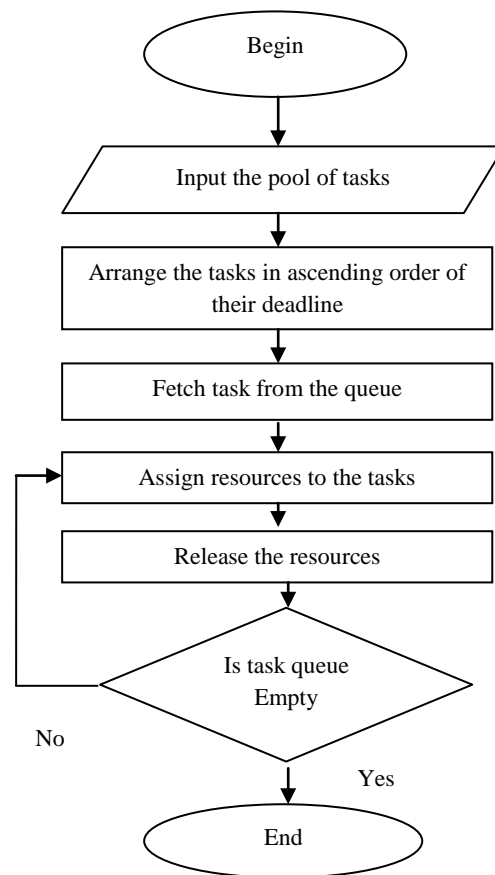 Begin
Input the pool of tasks
Arrange the tasks in ascending order of
their deadline
Fetch task from the queue
Assign resources to the tasks
Release the resources
Is task queue
Empty
No
Yes
End